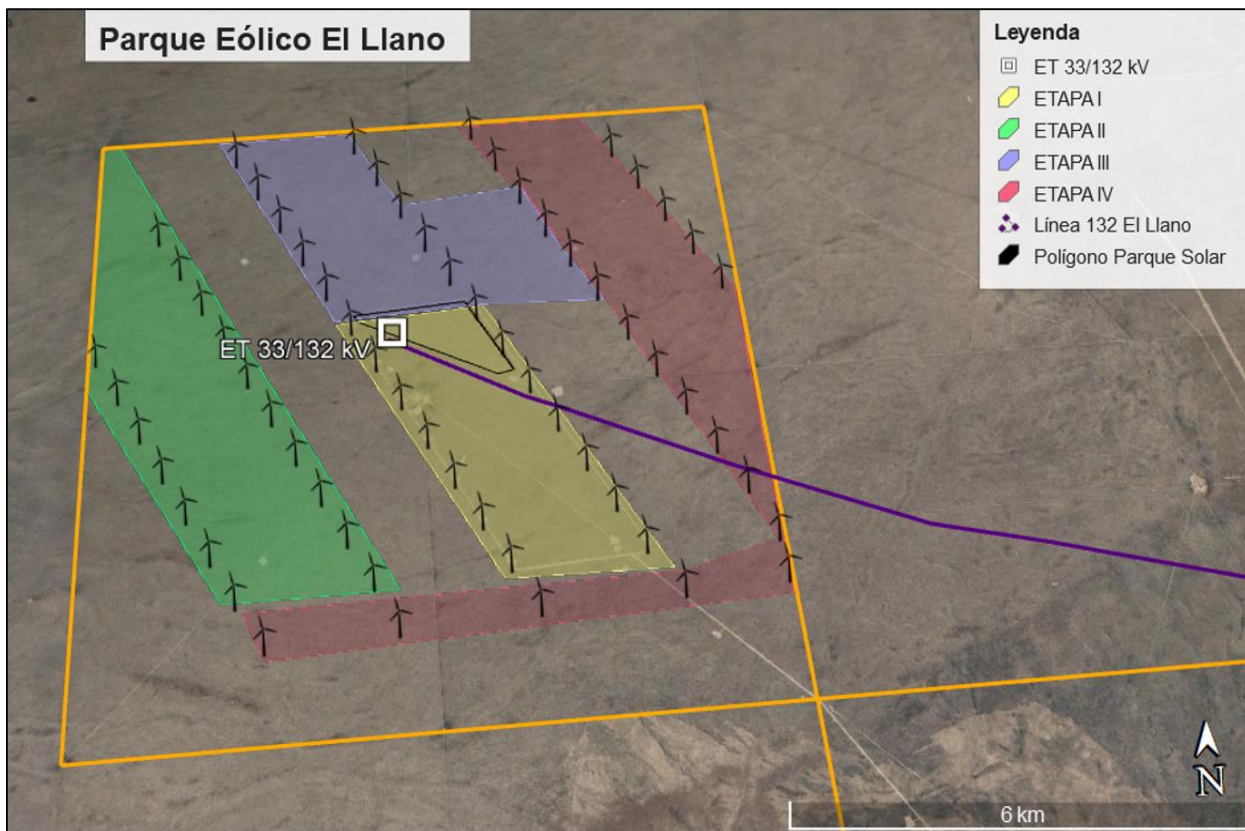 Parque Eólico El Llano
Leyenda
ET 33/132 kV
ETAPA I
ETAPA II
ETAPA III
ETAPA IV
Línea 132 El Llano
Polígono Parque Solar
ET 33/132 kV
6 km
N